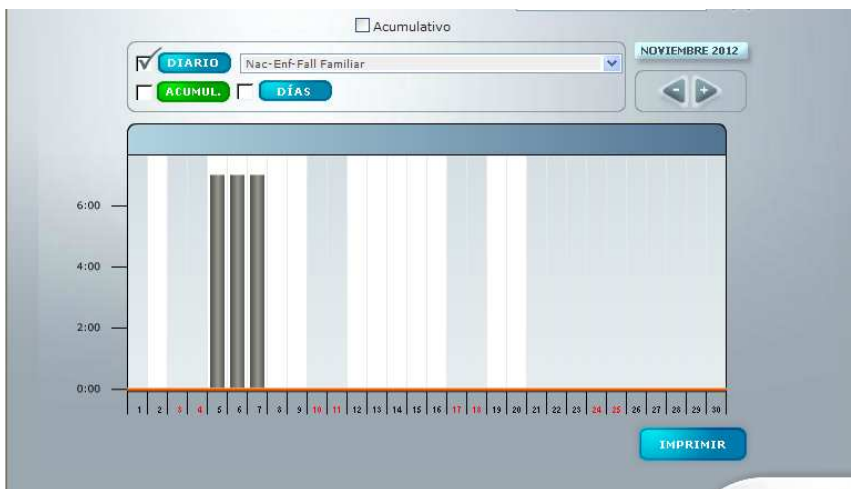 Acumulativo
DIARIO Nac-Enf-Fall Familiar
NOVIEMBRE 2012
ACUMUL. DÍAS
- +
6:00
4:00
2:00
0:00
1 2 3 4 5 6 7 8 9 10 11 12 13 14 15 16 17 18 19 20 21 22 23 24 25 26 27 28 29 30
IMPRIMIR